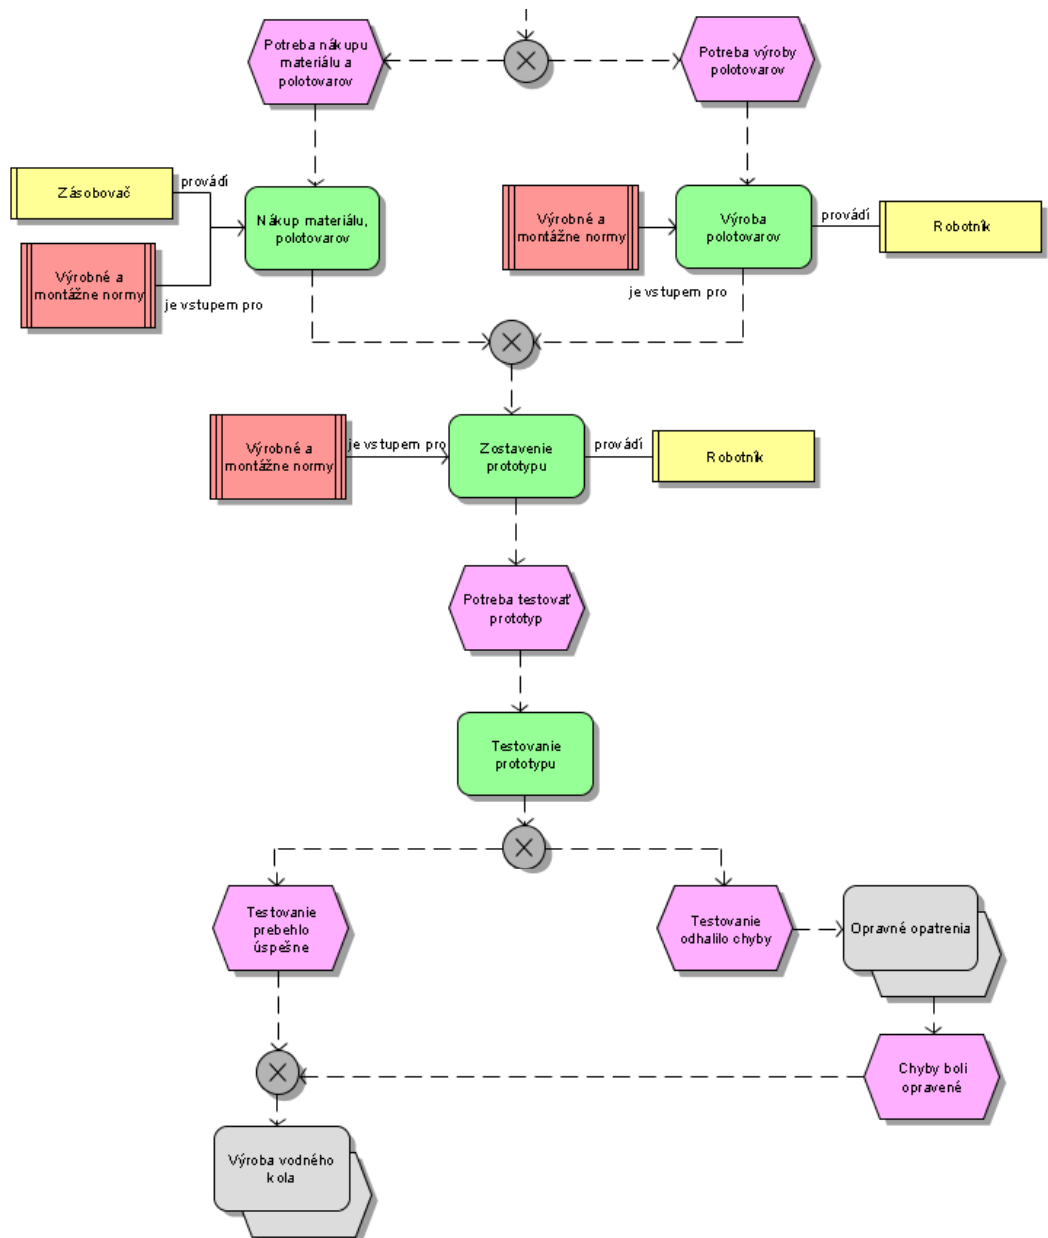 Potreba nákupu
materiálu a
polotovarov
Potreba výroby
polotovarov
Zásobovač
provádí
Nákup materiálu,
polotovarov
Výrobné a
montážne normy
je vstupem pro
Výrobné a
montážne normy
je vstupem pro
Výroba
polotovarov
provádí
Robotník
Výrobné a
montážne normy
je vstupem pro
Zostavenie
prototypu
provádí
Robotník
Potreba testovať
prototyp
Testovanie
prototypu
Testovanie
prebehlo
úspešne
Testovanie
odhalilo chyby
Opravné opatrenia
Chyby boli
opravené
Výroba vodného
kola